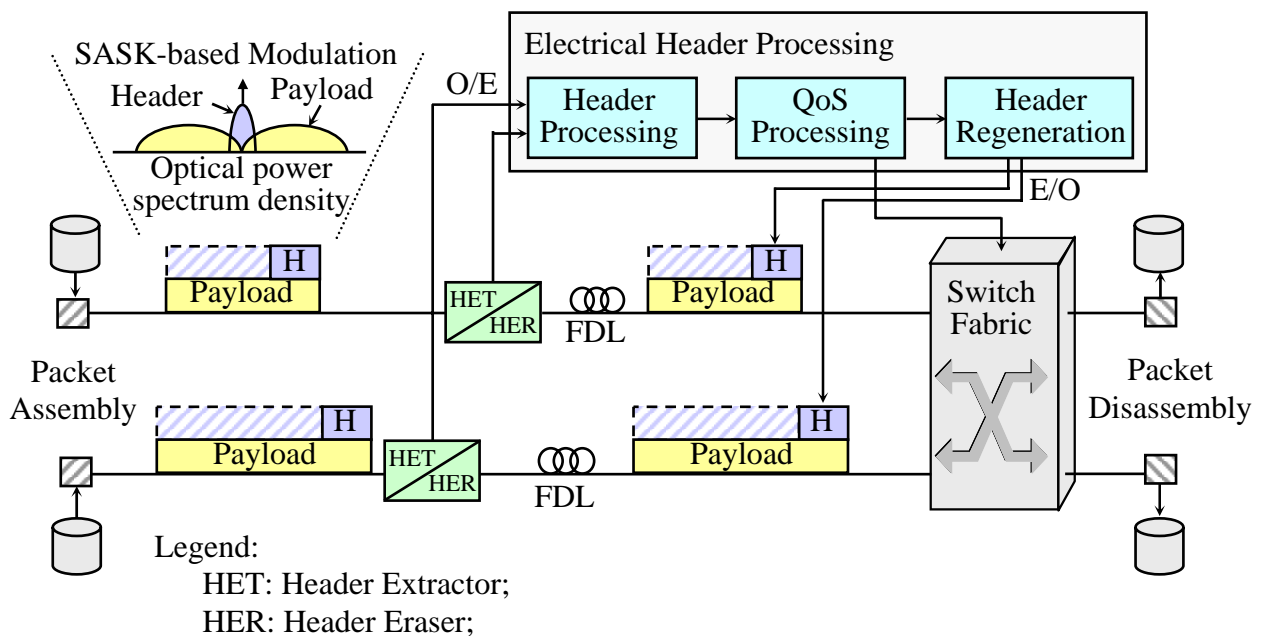 SASK-based Modulation
Header
Payload
Optical power
spectrum density
Electrical Header Processing
O/E
Header
Processing
QoS
Processing
Header
Regeneration
E/O
H
Payload
HET
HER
FDL
H
Payload
Switch
Fabric
Packet
Assembly
Packet
Disassembly
H
Payload
HET
HER
FDL
H
Payload
Legend:
HET: Header Extractor;
HER: Header Eraser;